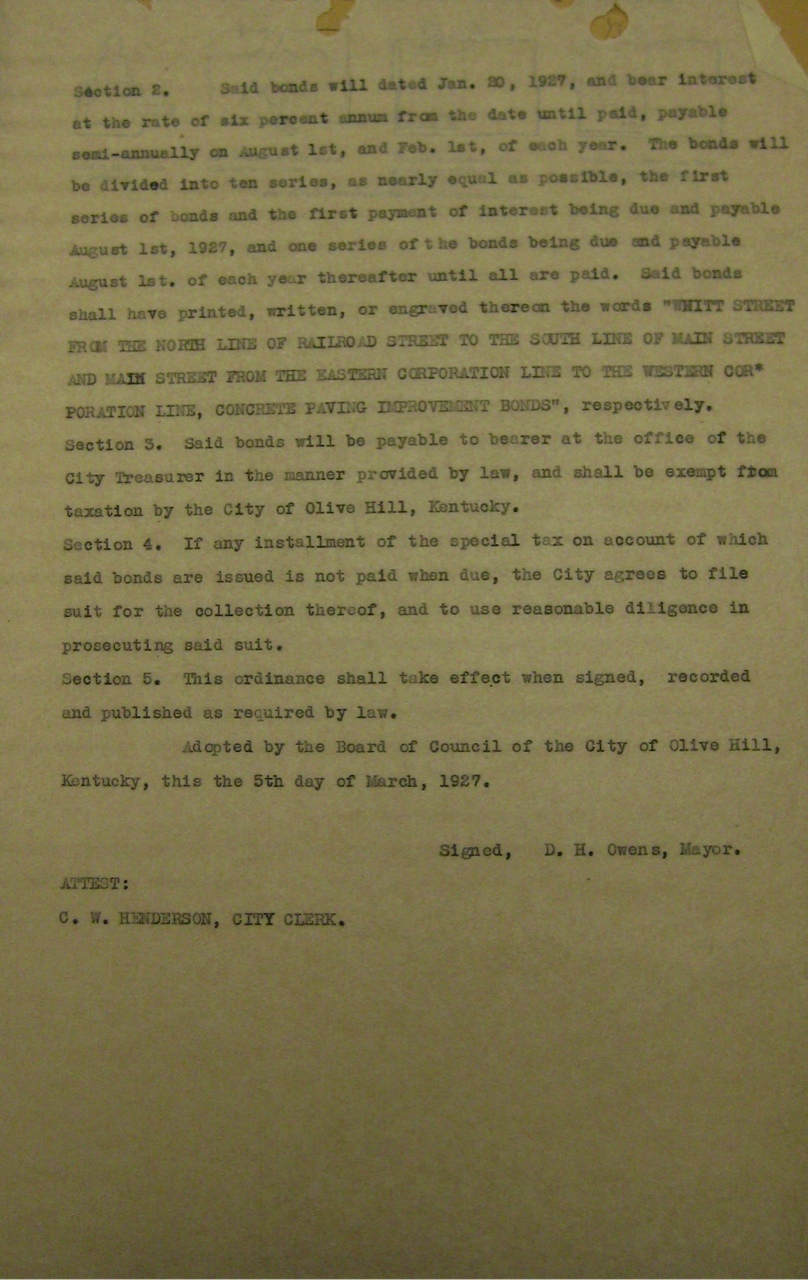 Section 2. Said bonds will dated Jan. 20, 1927, and bear interest
at the rate of six percent annum from the date until paid, payable
semi-annually on August 1st, and Feb. 1st, of each year. The bonds will
be divided into ten series, as nearly equal as possible, the first
series of bonds and the first payment of interest being due and payable
August 1st, 1927, and one series of the bonds being due and payable
August 1st. of each year thereafter until all are paid. Said bonds
shall have printed, written, or engraved thereon the words "WHITT STREET
FROM THE NORTH LINE OF RAILROAD STREET TO THE SOUTH LINE OF MAIN STREET
AND MAIN STREET FROM THE EASTERN CORPORATION LINE TO THE WESTERN COR*
PORATION LINE, CONCRETE PAVING IMPROVEMENT BONDS", respectively.
Section 3. Said bonds will be payable to bearer at the office of the
City Treasurer in the manner provided by law, and shall be exempt from
taxation by the City of Olive Hill, Kentucky.
Section 4. If any installment of the special tax on account of which
said bonds are issued is not paid when due, the City agrees to file
suit for the collection thereof, and to use reasonable diligence in
prosecuting said suit.
Section 5. This ordinance shall take effect when signed, recorded
and published as required by law.
Adopted by the Board of Council of the City of Olive Hill,
Kentucky, this the 5th day of March, 1927.
Signed, D. H. Owens, Mayor.
ATTEST:
C. W. HENDERSON, CITY CLERK.